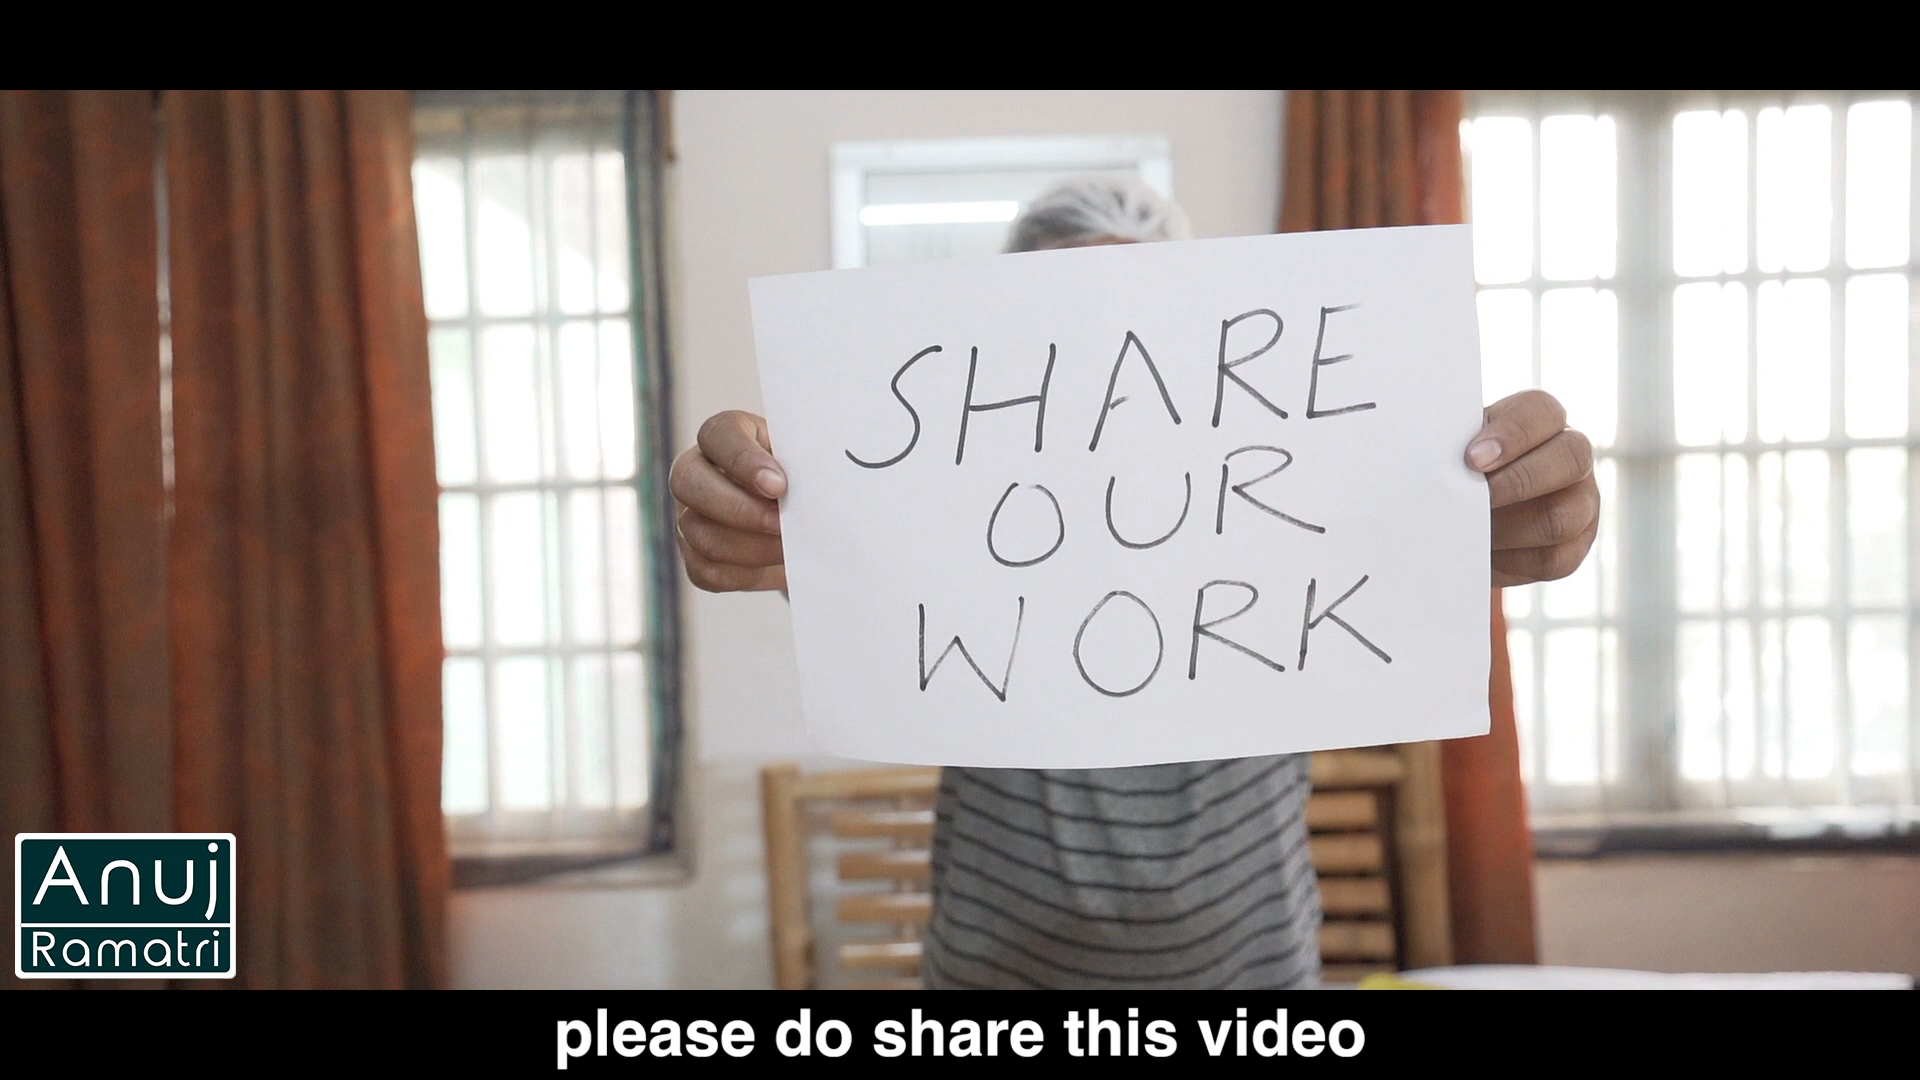 SHARE
OUR
WORK
Anuj
Ramatri
please do share this video